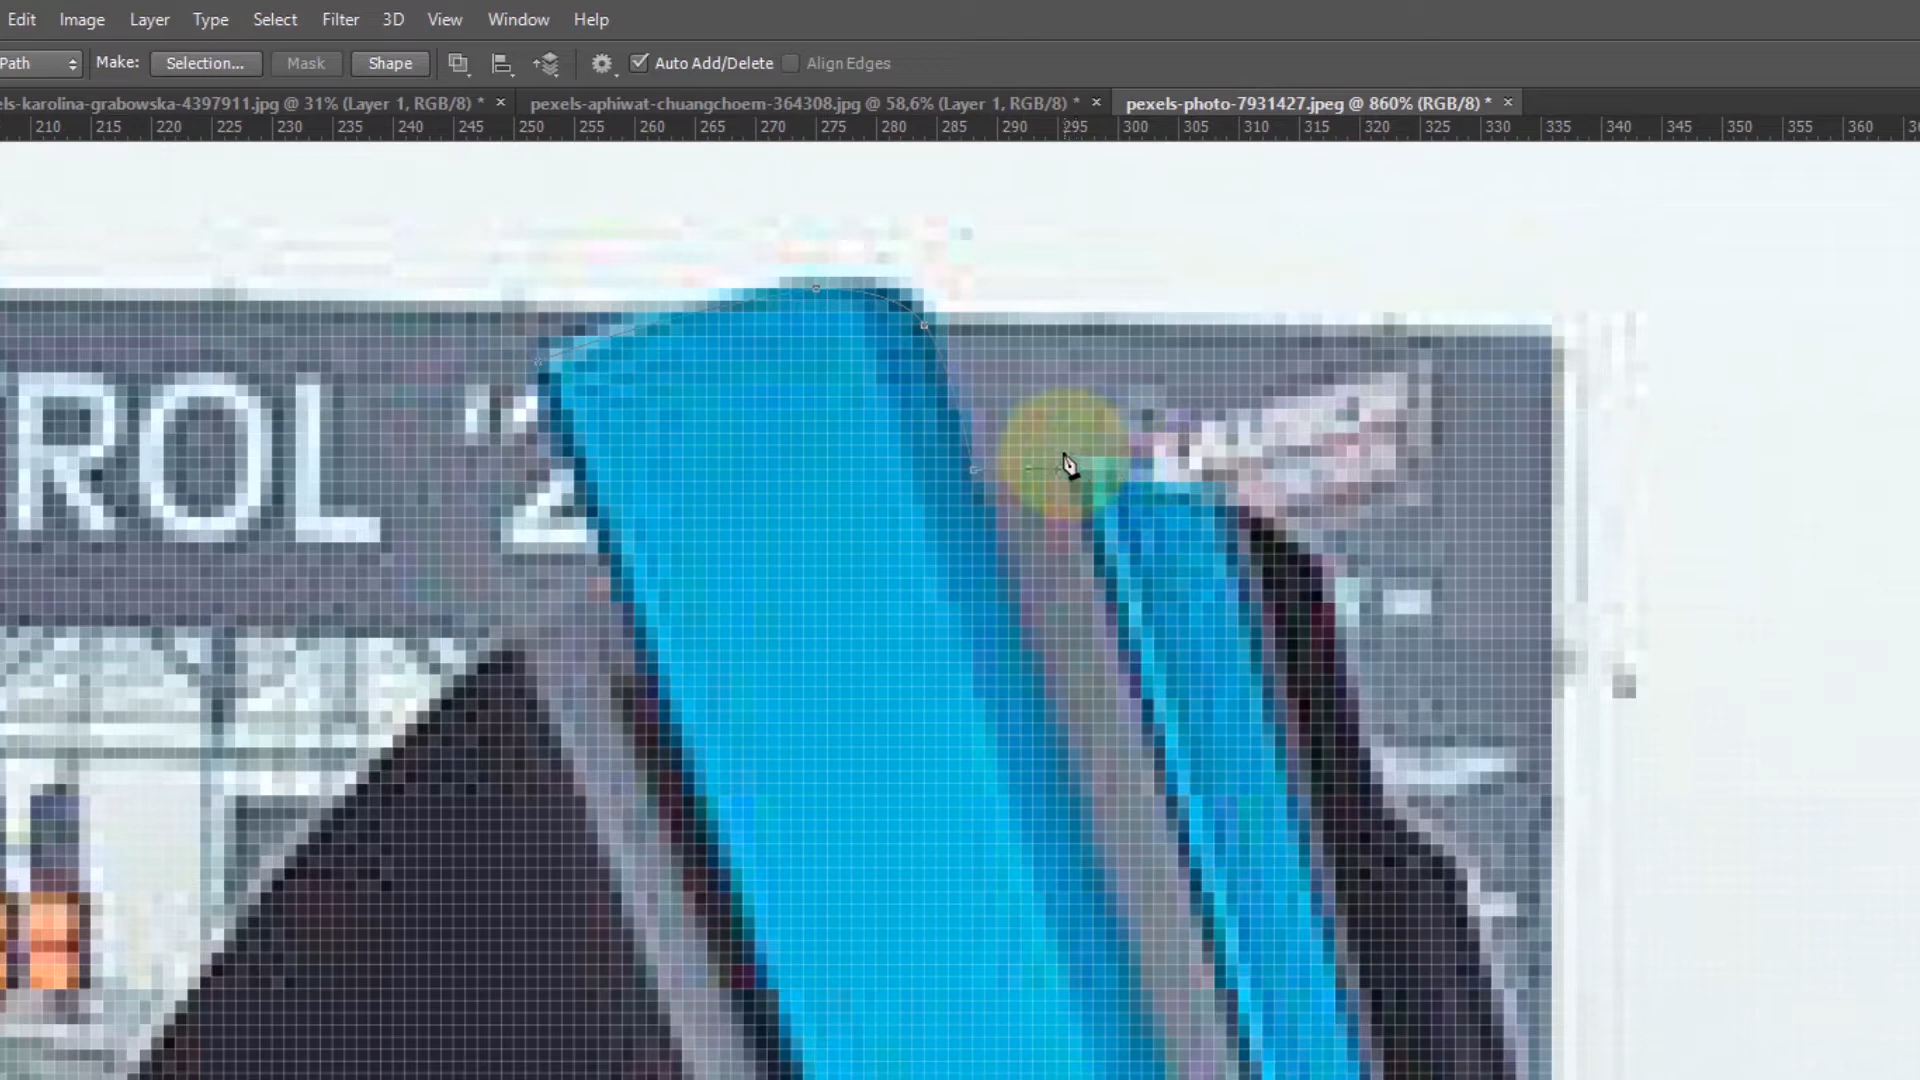 Edit Image Layer Type Select Filter 3D View Window Help
Path Make: Selection... Mask Shape Auto Add/Delete Align Edges
els-karolina-grabowska-4397911.jpg @ 31% (Layer 1, RGB/8) * × pexels-aphiwat-chuangchoem-364308.jpg @ 58,6% (Layer 1, RGB/8) * × pexels-photo-7931427.jpeg @ 860% (RGB/8) * ×
210 215 220 225 230 235 240 245 250 255 260 265 270 275 280 285 290 295 300 305 310 315 320 325 330 335 340 345 350 355 360 36
ROL 2